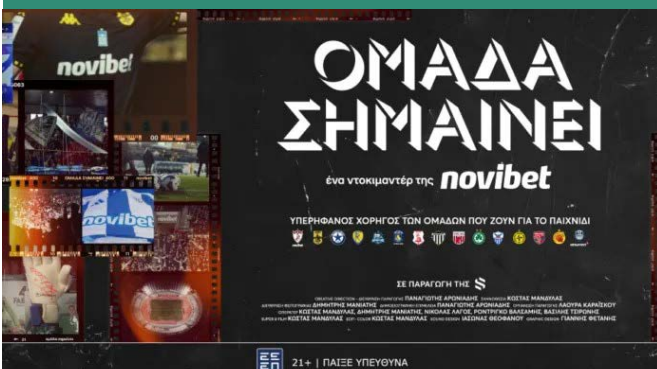 novibet
ΟΜΑΔΑ
ΣΗΜΑΙΝΕΙ
ένα ντοκιμαντέρ της novibet
novibet
ΥΠΕΡΗΦΑΝΟΣ ΧΟΡΗΓΟΣ ΤΩΝ ΟΜΑΔΩΝ ΠΟΥ ΖΟΥΝ ΓΙΑ ΤΟ ΠΑΙΧΝΙΔΙ
ΣΕ ΠΑΡΑΓΩΓΗ ΤΗΣ
ΠΑΝΑΓΙΩΤΗΣ ΑΡΩΝΙΑΔΗΣ ΚΩΣΤΑΣ ΜΑΝΔΥΛΑΣ
ΔΗΜΗΤΡΗΣ ΜΑΝΙΑΤΗΣ ΠΑΝΑΓΙΩΤΗΣ ΑΡΩΝΙΑΔΗΣ ΛΑΟΥΡΑ ΚΑΡΑΪΣΚΟΥ
ΚΩΣΤΑΣ ΜΑΝΔΥΛΑΣ, ΔΗΜΗΤΡΗΣ ΜΑΝΙΑΤΗΣ, ΝΙΚΟΛΑΣ ΛΑΓΟΣ, ΡΟΝΤΡΙΓΚΟ ΒΑΛΣΑΜΗΣ, ΒΑΣΙΛΗΣ ΤΣΙΡΩΝΗΣ
ΚΩΣΤΑΣ ΜΑΝΔΥΛΑΣ ΚΩΣΤΑΣ ΜΑΝΔΥΛΑΣ ΙΑΣΩΝΑΣ ΘΕΟΦΑΝΟΥ ΓΙΑΝΝΗΣ ΦΕΤΑΝΗΣ
21+ | ΠΑΙΞΕ ΥΠΕΥΘΥΝΑ